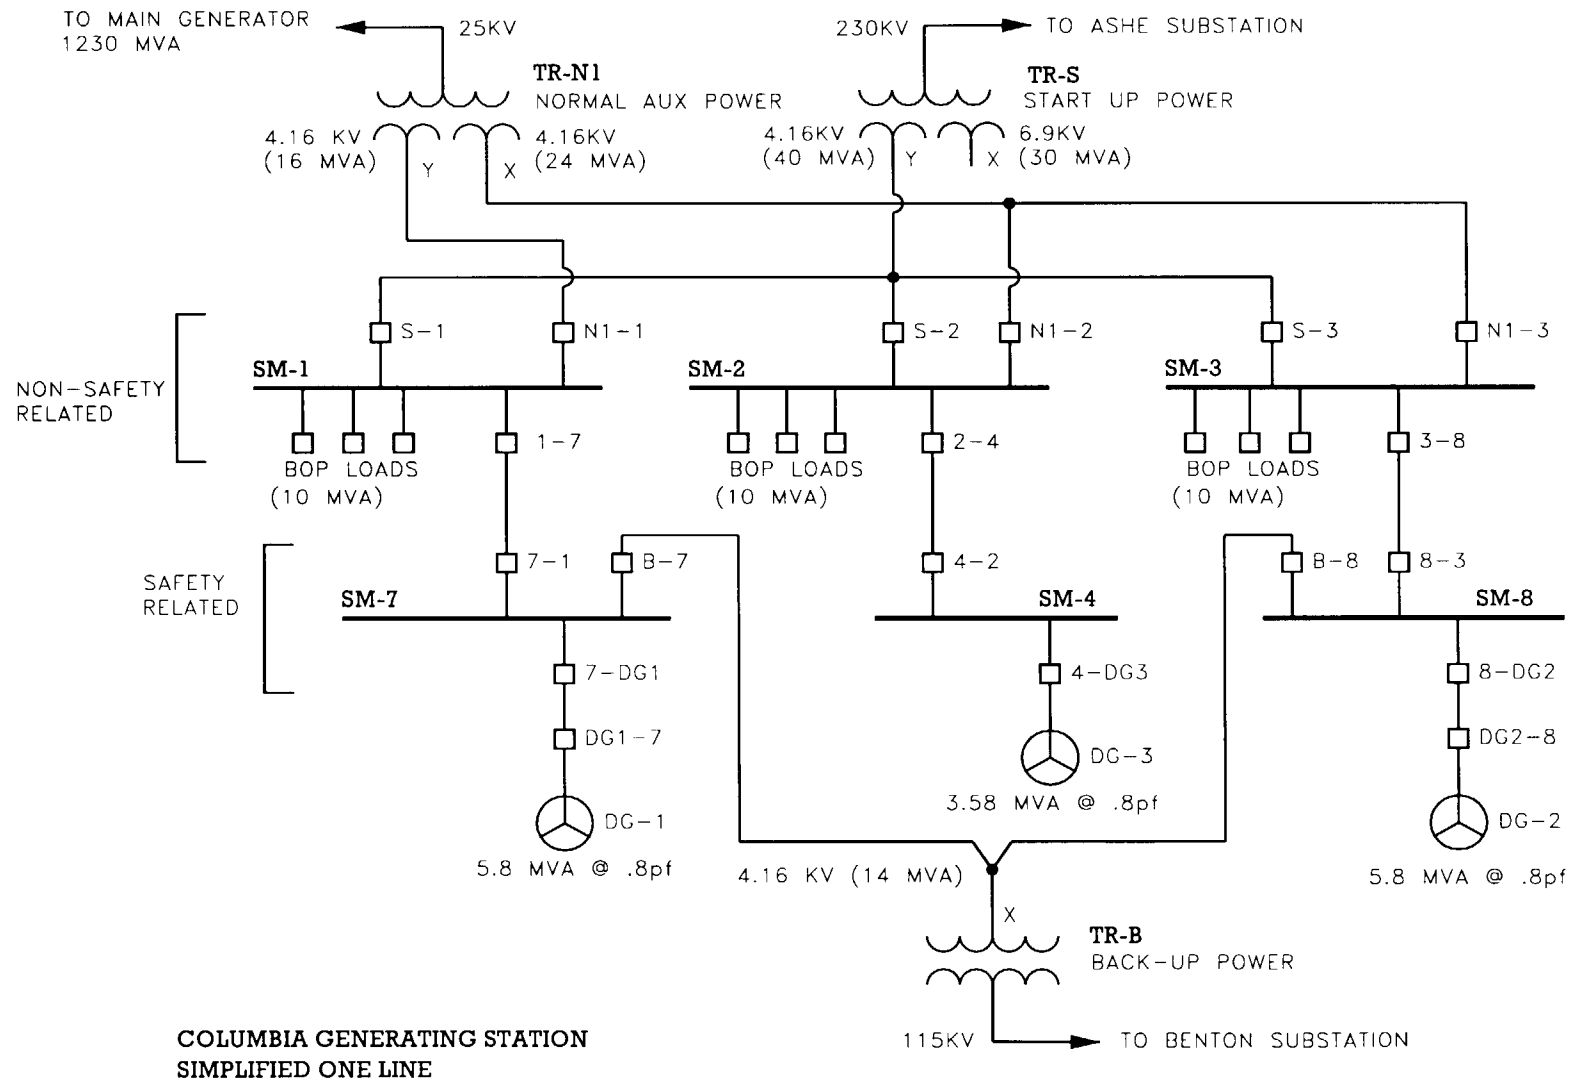 TO MAIN GENERATOR
1230 MVA
25KV
230KV
TO ASHE SUBSTATION
TR-N1
NORMAL AUX POWER
TR-S
START UP POWER
4.16 KV
(16 MVA)
Y
X
4.16KV
(24 MVA)
4.16KV
(40 MVA)
Y
X
6.9KV
(30 MVA)
S-1
N1-1
S-2
N1-2
S-3
N1-3
SM-1
SM-2
SM-3
NON-SAFETY
RELATED
1-7
2-4
3-8
BOP LOADS
(10 MVA)
BOP LOADS
(10 MVA)
BOP LOADS
(10 MVA)
7-1
B-7
4-2
B-8
8-3
SAFETY
RELATED
SM-7
SM-4
SM-8
7-DG1
4-DG3
8-DG2
DG1-7
DG2-8
DG-3
3.58 MVA @ .8pf
DG-1
5.8 MVA @ .8pf
DG-2
5.8 MVA @ .8pf
4.16 KV (14 MVA)
X
TR-B
BACK-UP POWER
115KV
TO BENTON SUBSTATION
COLUMBIA GENERATING STATION
SIMPLIFIED ONE LINE